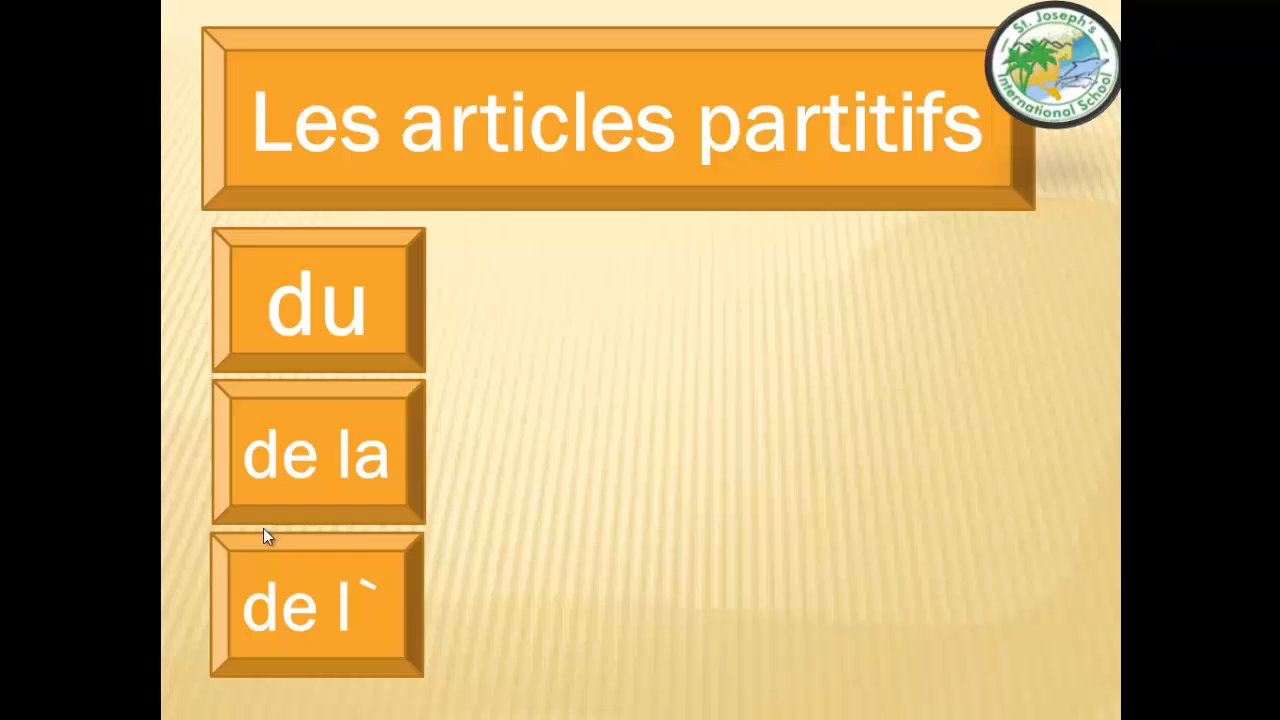 Les articles partitifs
St. Joseph's
International School
du
de la
de l`